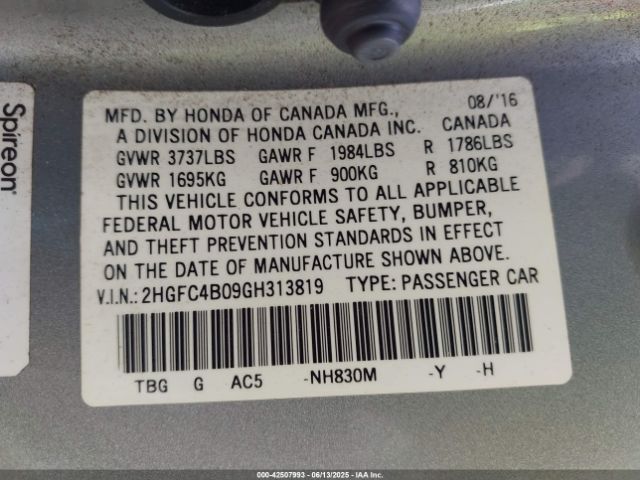 Spireon®
MFD. BY HONDA OF CANADA MFG., 08/'16
A DIVISION OF HONDA CANADA INC. CANADA
GVWR 3737LBS GAWR F 1984LBS R 1786LBS
GVWR 1695KG GAWR F 900KG R 810KG
THIS VEHICLE CONFORMS TO ALL APPLICABLE
FEDERAL MOTOR VEHICLE SAFETY, BUMPER,
AND THEFT PREVENTION STANDARDS IN EFFECT
ON THE DATE OF MANUFACTURE SHOWN ABOVE.
V.I.N.: 2HGFC4B09GH313819 TYPE: PASSENGER CAR
TBG G AC5 -NH830M -Y -H
000-42507993 - 06/13/2025 - IAA Inc.